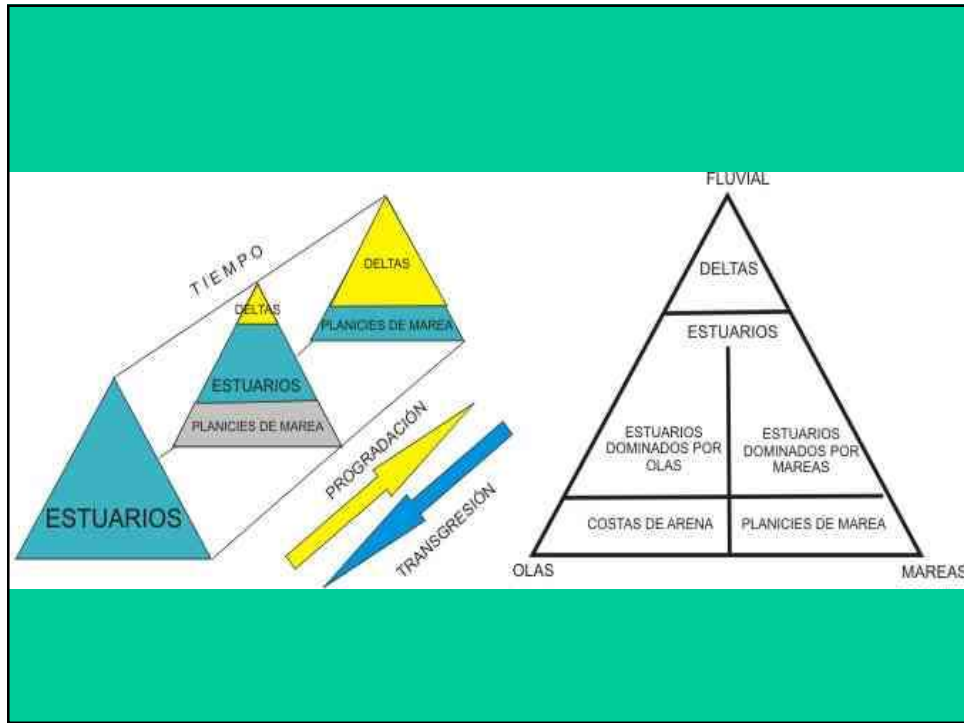 TIEMPO
DELTAS
PLANICIES DE MAREA
DELTAS
ESTUARIOS
PLANICIES DE MAREA
ESTUARIOS
PROGRADACIÓN
TRANSGRESIÓN
FLUVIAL
DELTAS
ESTUARIOS
ESTUARIOS
DOMINADOS POR
OLAS
ESTUARIOS
DOMINADOS POR
MAREAS
COSTAS DE ARENA
PLANICIES DE MAREA
OLAS
MAREAS